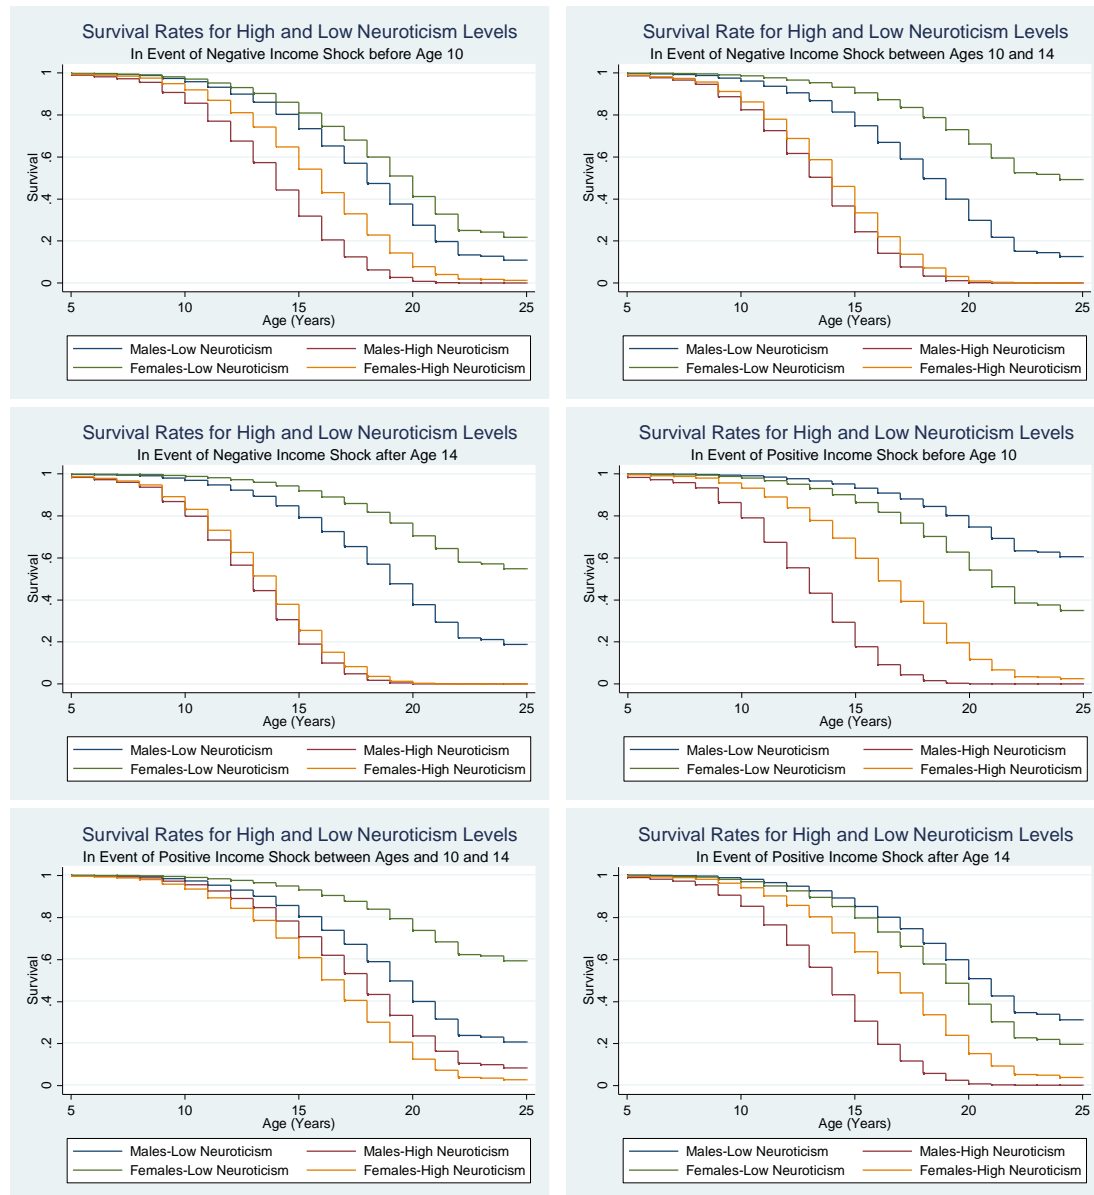 Survival Rates for High and Low Neuroticism Levels
In Event of Negative Income Shock before Age 10
Survival
1
.8
.6
.4
.2
0
5 10 15 20 25
Age (Years)
Males-Low Neuroticism Males-High Neuroticism
Females-Low Neuroticism Females-High Neuroticism
Survival Rate for High and Low Neuroticism Levels
In Event of Negative Income Shock between Ages 10 and 14
Survival
1
.8
.6
.4
.2
0
5 10 15 20 25
Age (Years)
Males-Low Neuroticism Males-High Neuroticism
Females-Low Neuroticism Females-High Neuroticism
Survival Rates for High and Low Neuroticism Levels
In Event of Negative Income Shock after Age 14
Survival
1
.8
.6
.4
.2
0
5 10 15 20 25
Age (Years)
Males-Low Neuroticism Males-High Neuroticism
Females-Low Neuroticism Females-High Neuroticism
Survival Rates for High and Low Neuroticism Levels
In Event of Positive Income Shock before Age 10
Survival
1
.8
.6
.4
.2
0
5 10 15 20 25
Age (Years)
Males-Low Neuroticism Males-High Neuroticism
Females-Low Neuroticism Females-High Neuroticism
Survival Rates for High and Low Neuroticism Levels
In Event of Positive Income Shock between Ages and 10 and 14
Survival
1
.8
.6
.4
.2
0
5 10 15 20 25
Age (Years)
Males-Low Neuroticism Males-High Neuroticism
Females-Low Neuroticism Females-High Neuroticism
Survival Rates for High and Low Neuroticism Levels
In Event of Positive Income Shock after Age 14
Survival
1
.8
.6
.4
.2
0
5 10 15 20 25
Age (Years)
Males-Low Neuroticism Males-High Neuroticism
Females-Low Neuroticism Females-High Neuroticism